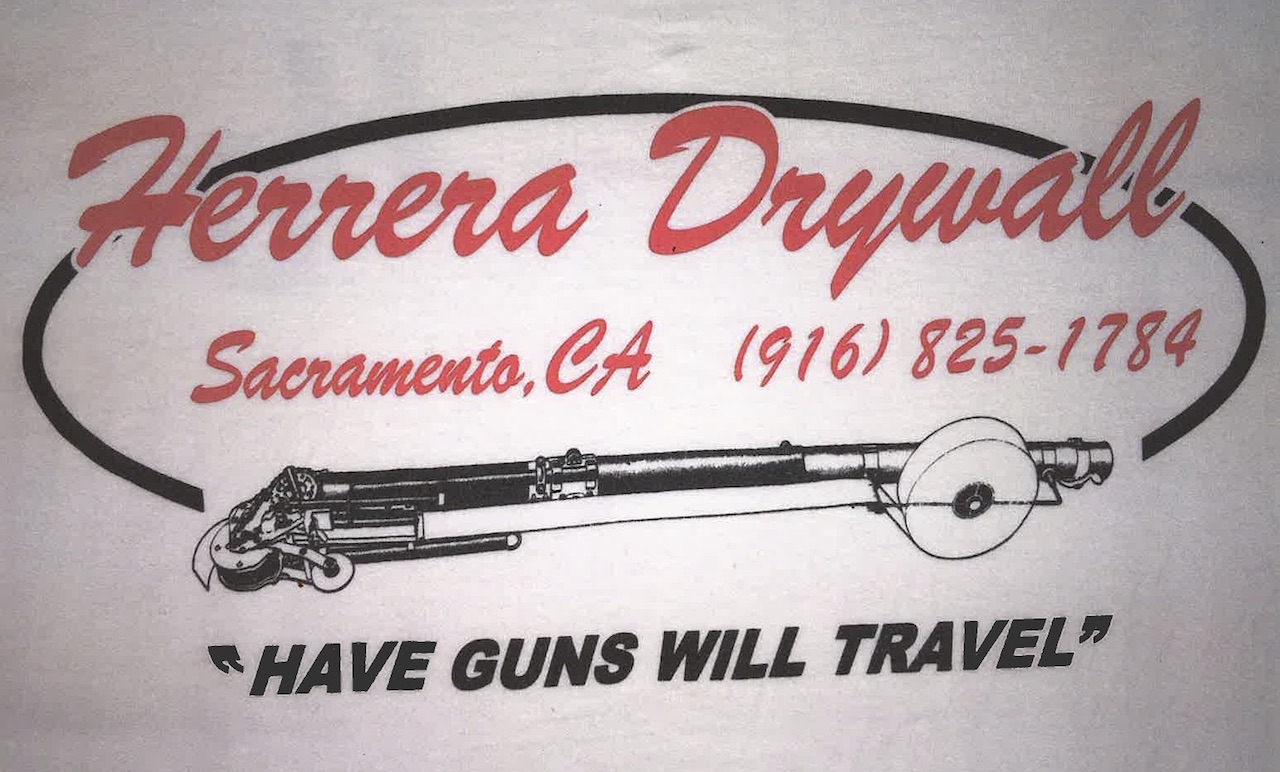 Herrera Drywall
Sacramento, CA (916) 825-1784
"HAVE GUNS WILL TRAVEL"